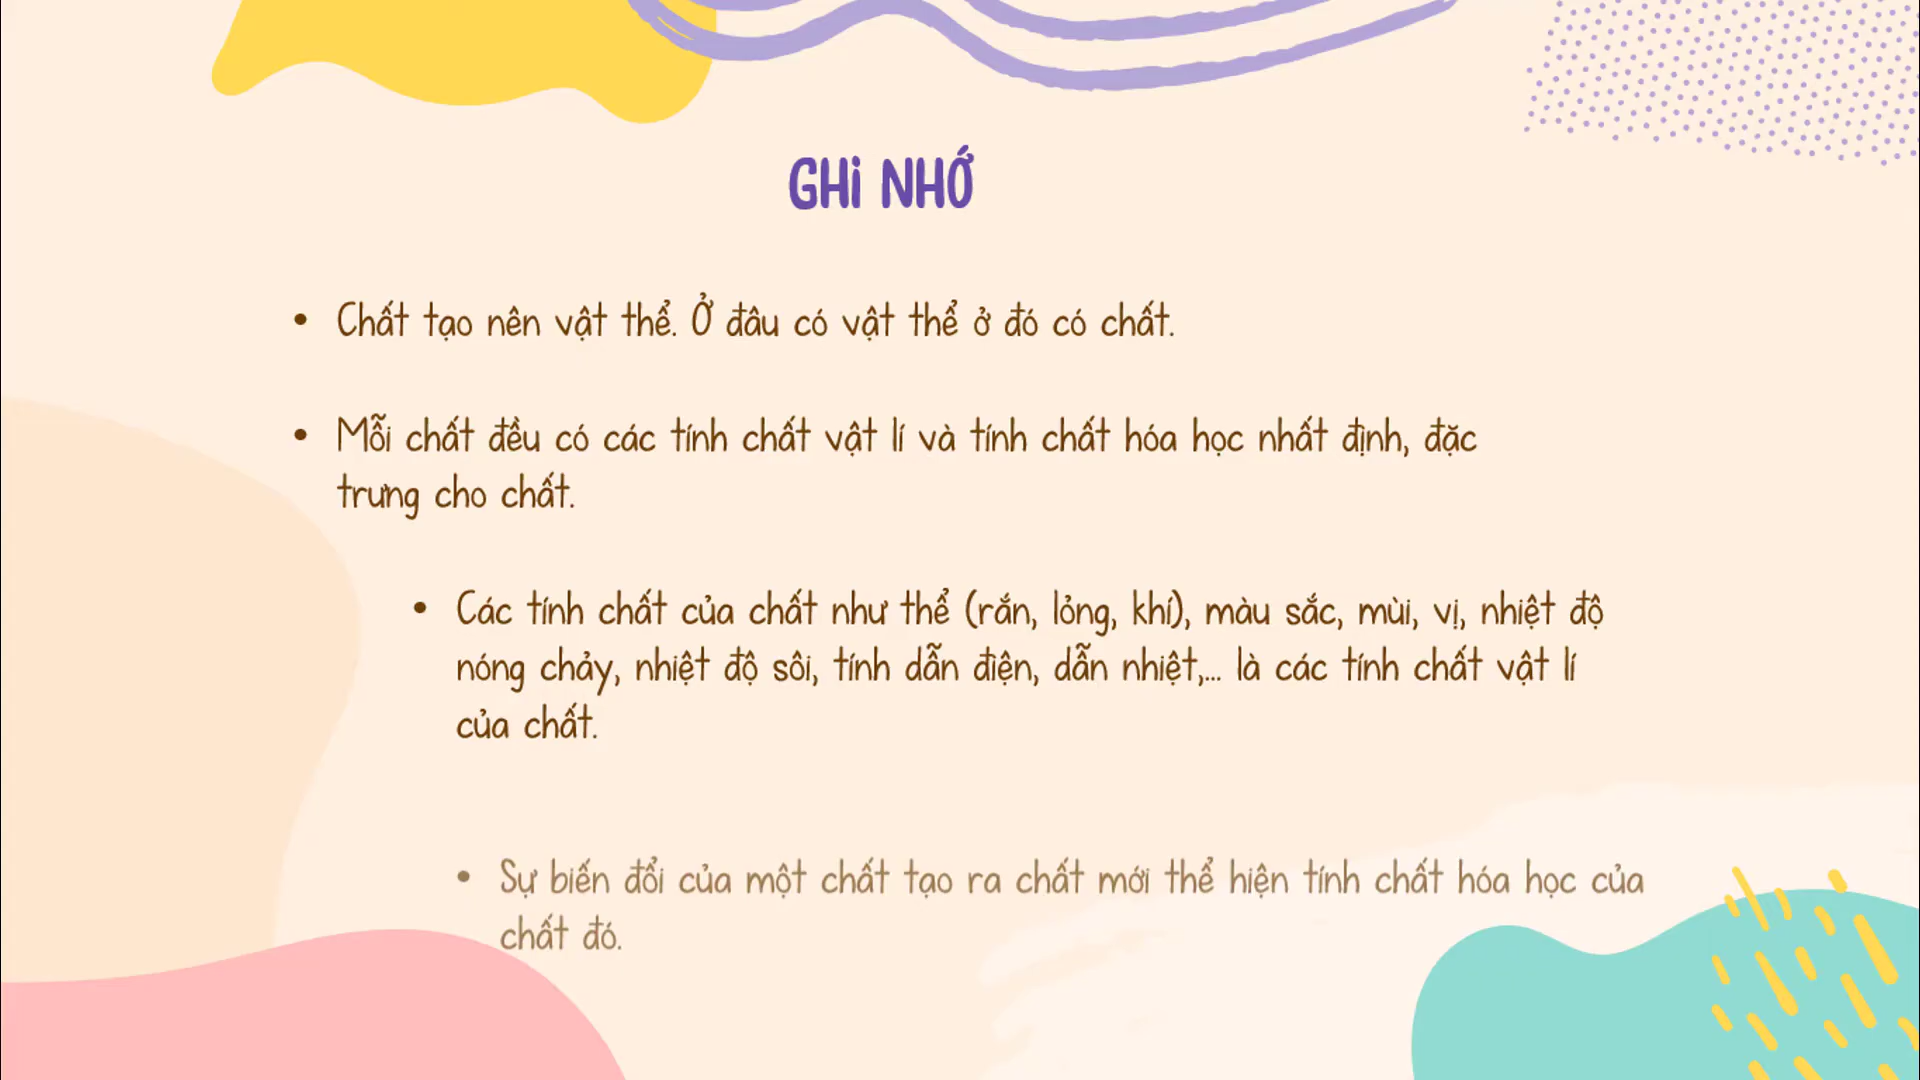 GHI NHỚ
• Chất tạo nên vật thể. Ở đâu có vật thể ở đó có chất.
• Mỗi chất đều có các tính chất vật lí và tính chất hóa học nhất định, đặc
trưng cho chất.
• Các tính chất của chất như thể (rắn, lỏng, khí), màu sắc, mùi, vị, nhiệt độ
nóng chảy, nhiệt độ sôi, tính dẫn điện, dẫn nhiệt,... là các tính chất vật lí
của chất.
• Sự biến đổi của một chất tạo ra chất mới thể hiện tính chất hóa học của
chất đó.